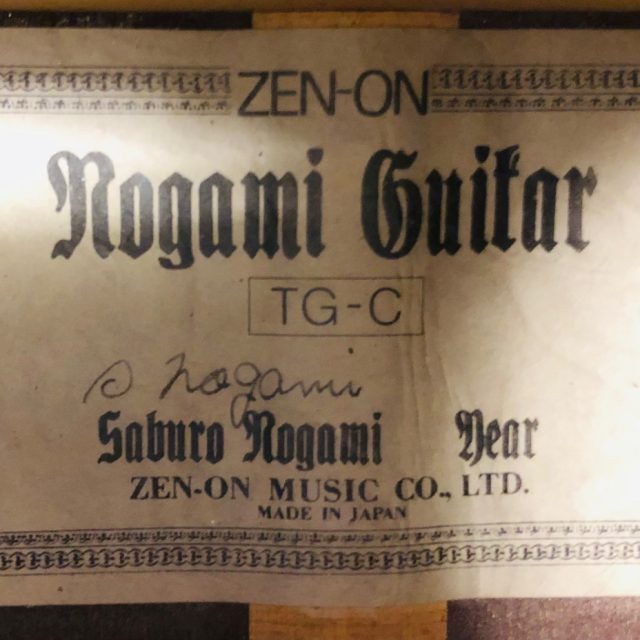 ZEN-ON
Nogami Guitar
TG-C
S Nogami
Saburo Nogami Year
ZEN-ON MUSIC CO., LTD.
MADE IN JAPAN